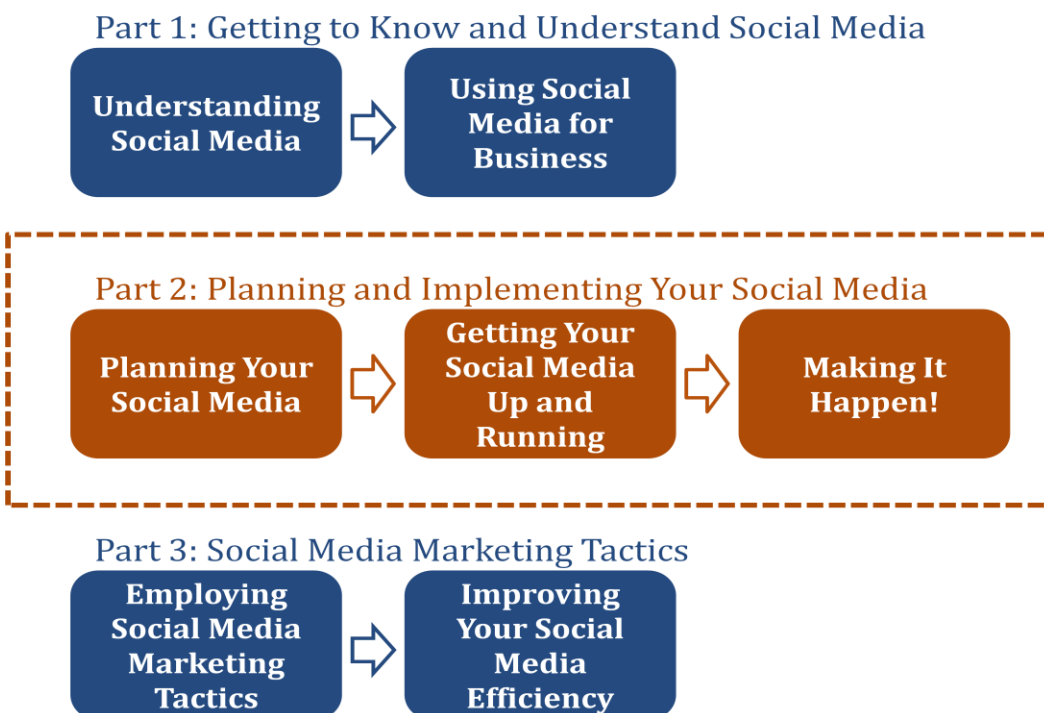 Part 1: Getting to Know and Understand Social Media
Understanding
Social Media
Using Social
Media for
Business
Part 2: Planning and Implementing Your Social Media
Planning Your
Social Media
Getting Your
Social Media
Up and
Running
Making It
Happen!
Part 3: Social Media Marketing Tactics
Employing
Social Media
Marketing
Tactics
Improving
Your Social
Media
Efficiency